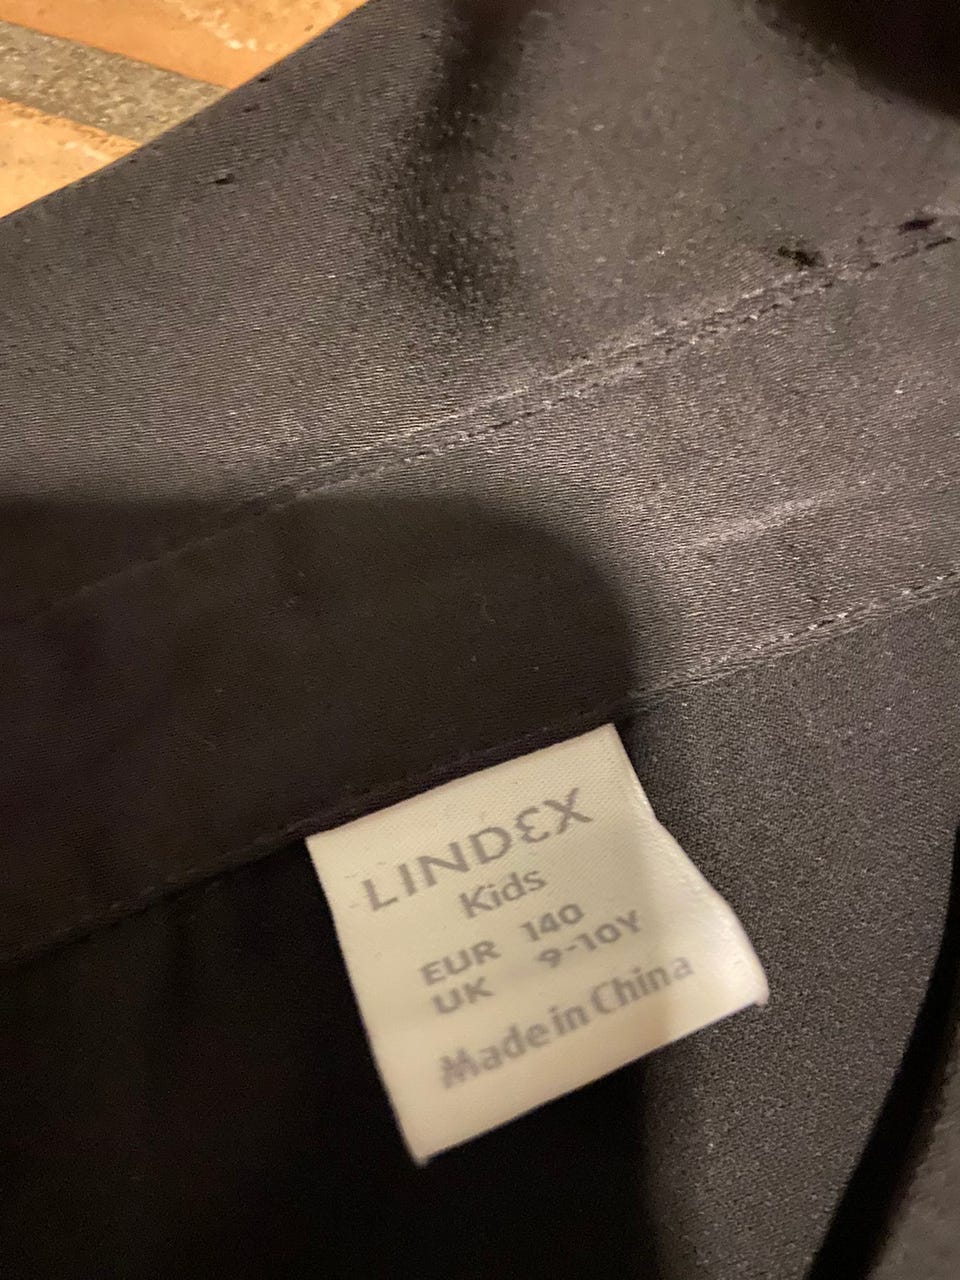 LINDEX
Kids
EUR 140
UK 9-10Y
Made in China